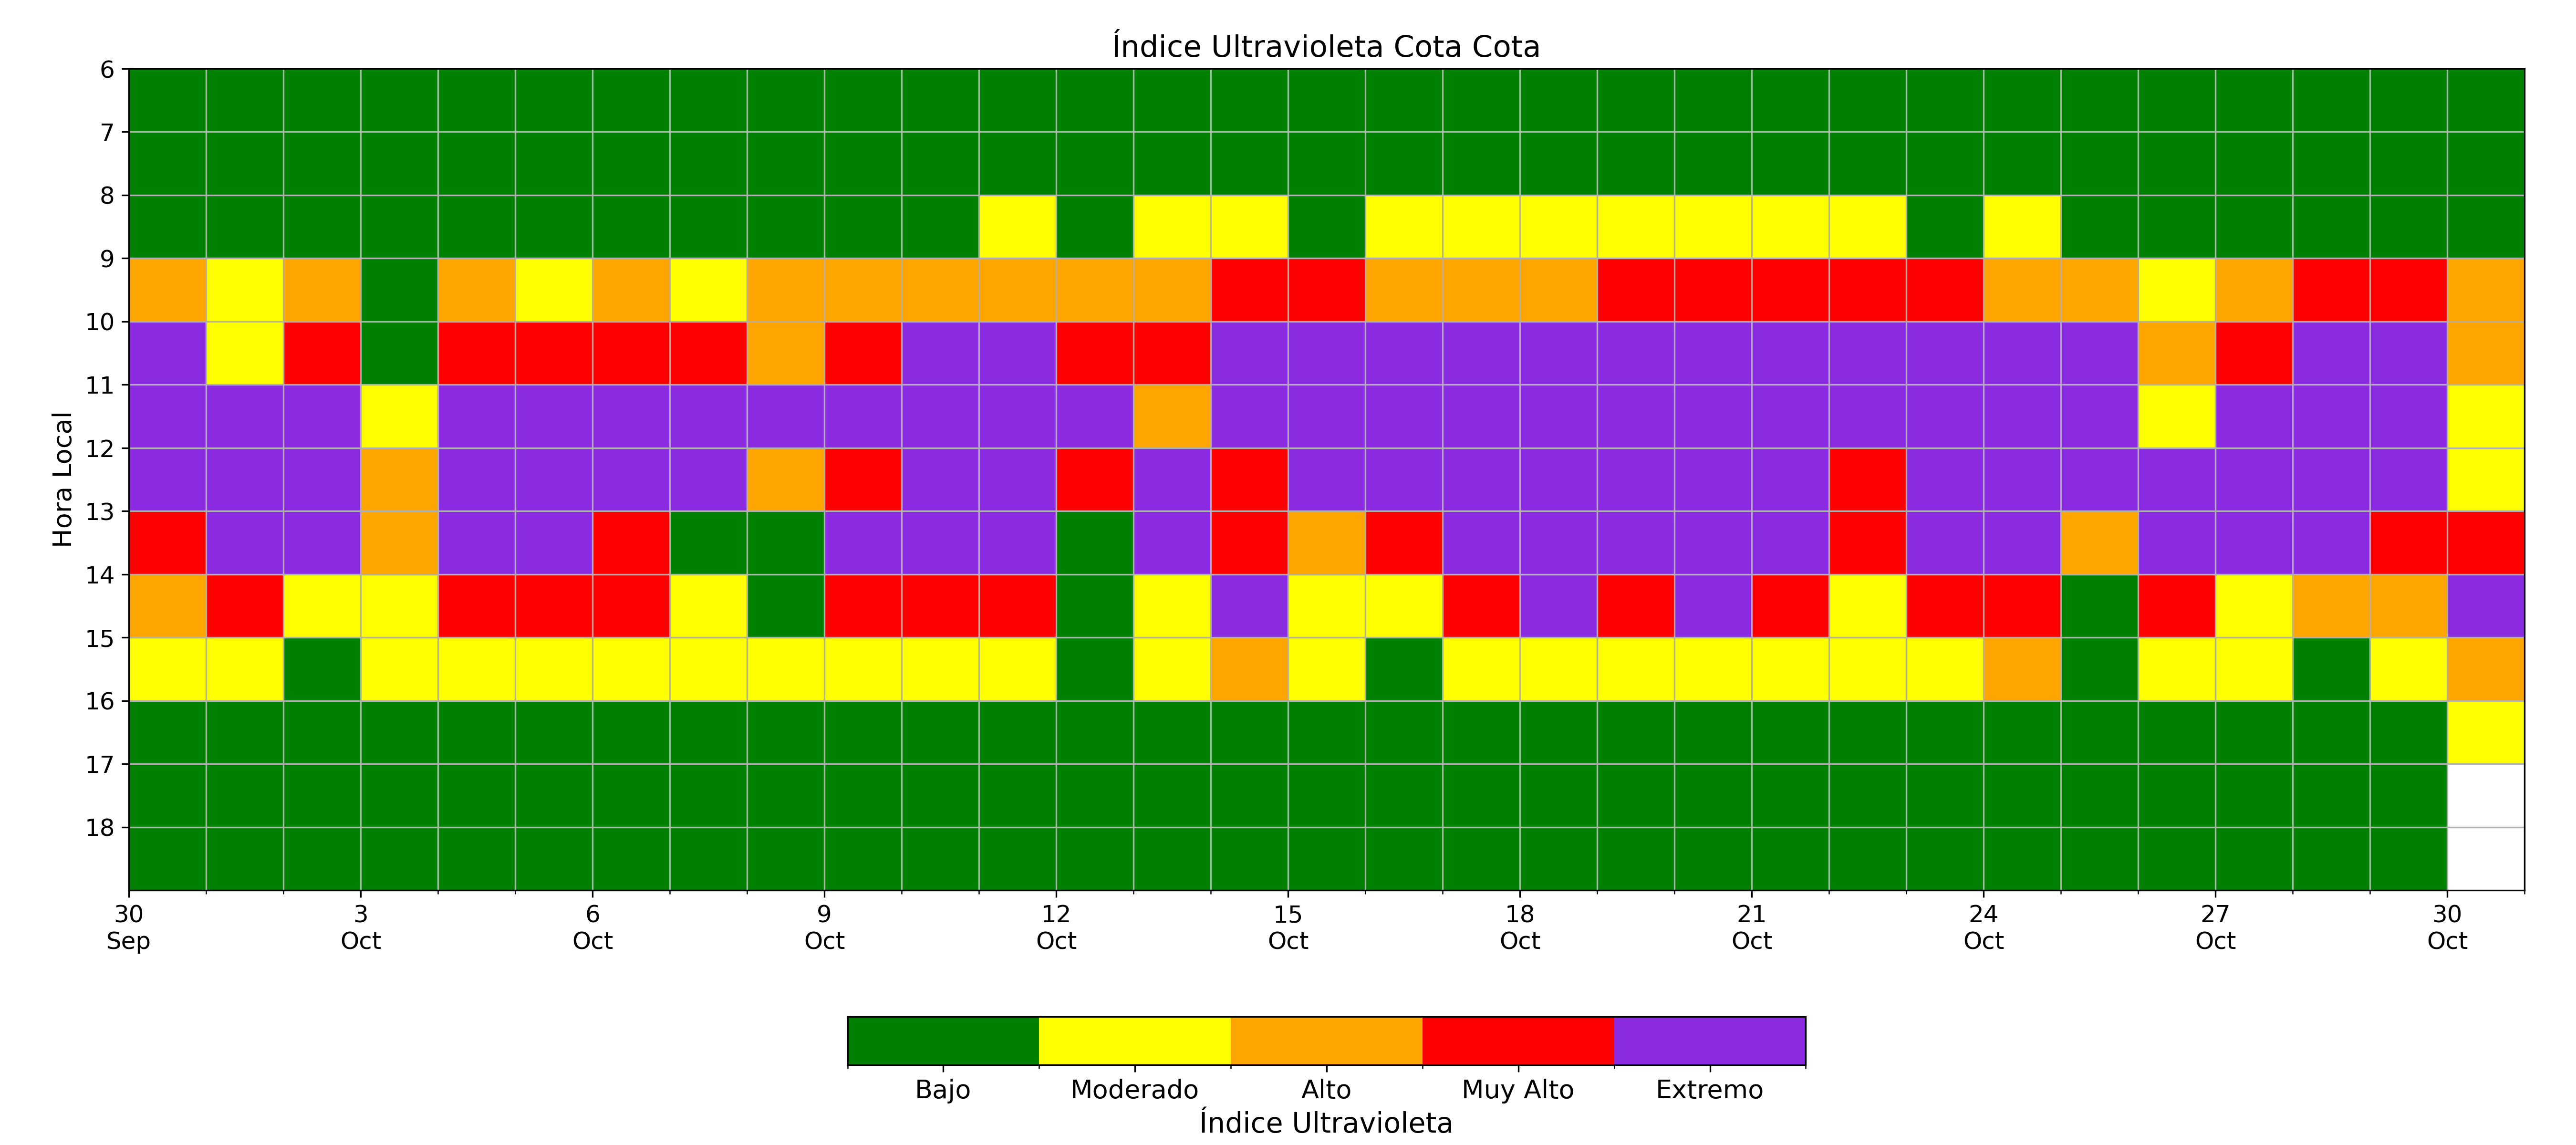 Índice Ultravioleta Cota Cota
6
7
8
9
10
11
12
13
14
15
16
17
18
Hora Local
30 3 6 9 12 15 18 21 24 27 30
Sep Oct Oct Oct Oct Oct Oct Oct Oct Oct Oct
Bajo Moderado Alto Muy Alto Extremo
Índice Ultravioleta